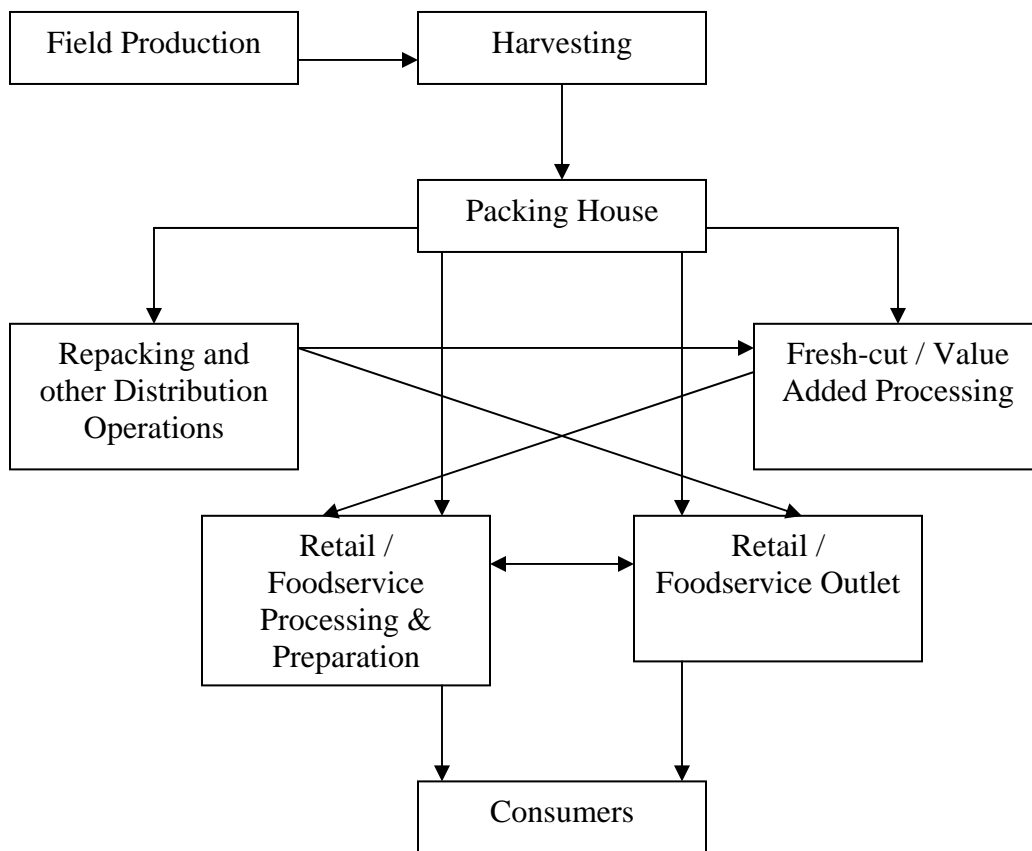 Field Production
Harvesting
Packing House
Repacking and
other Distribution
Operations
Fresh-cut / Value
Added Processing
Retail /
Foodservice
Processing &
Preparation
Retail /
Foodservice Outlet
Consumers